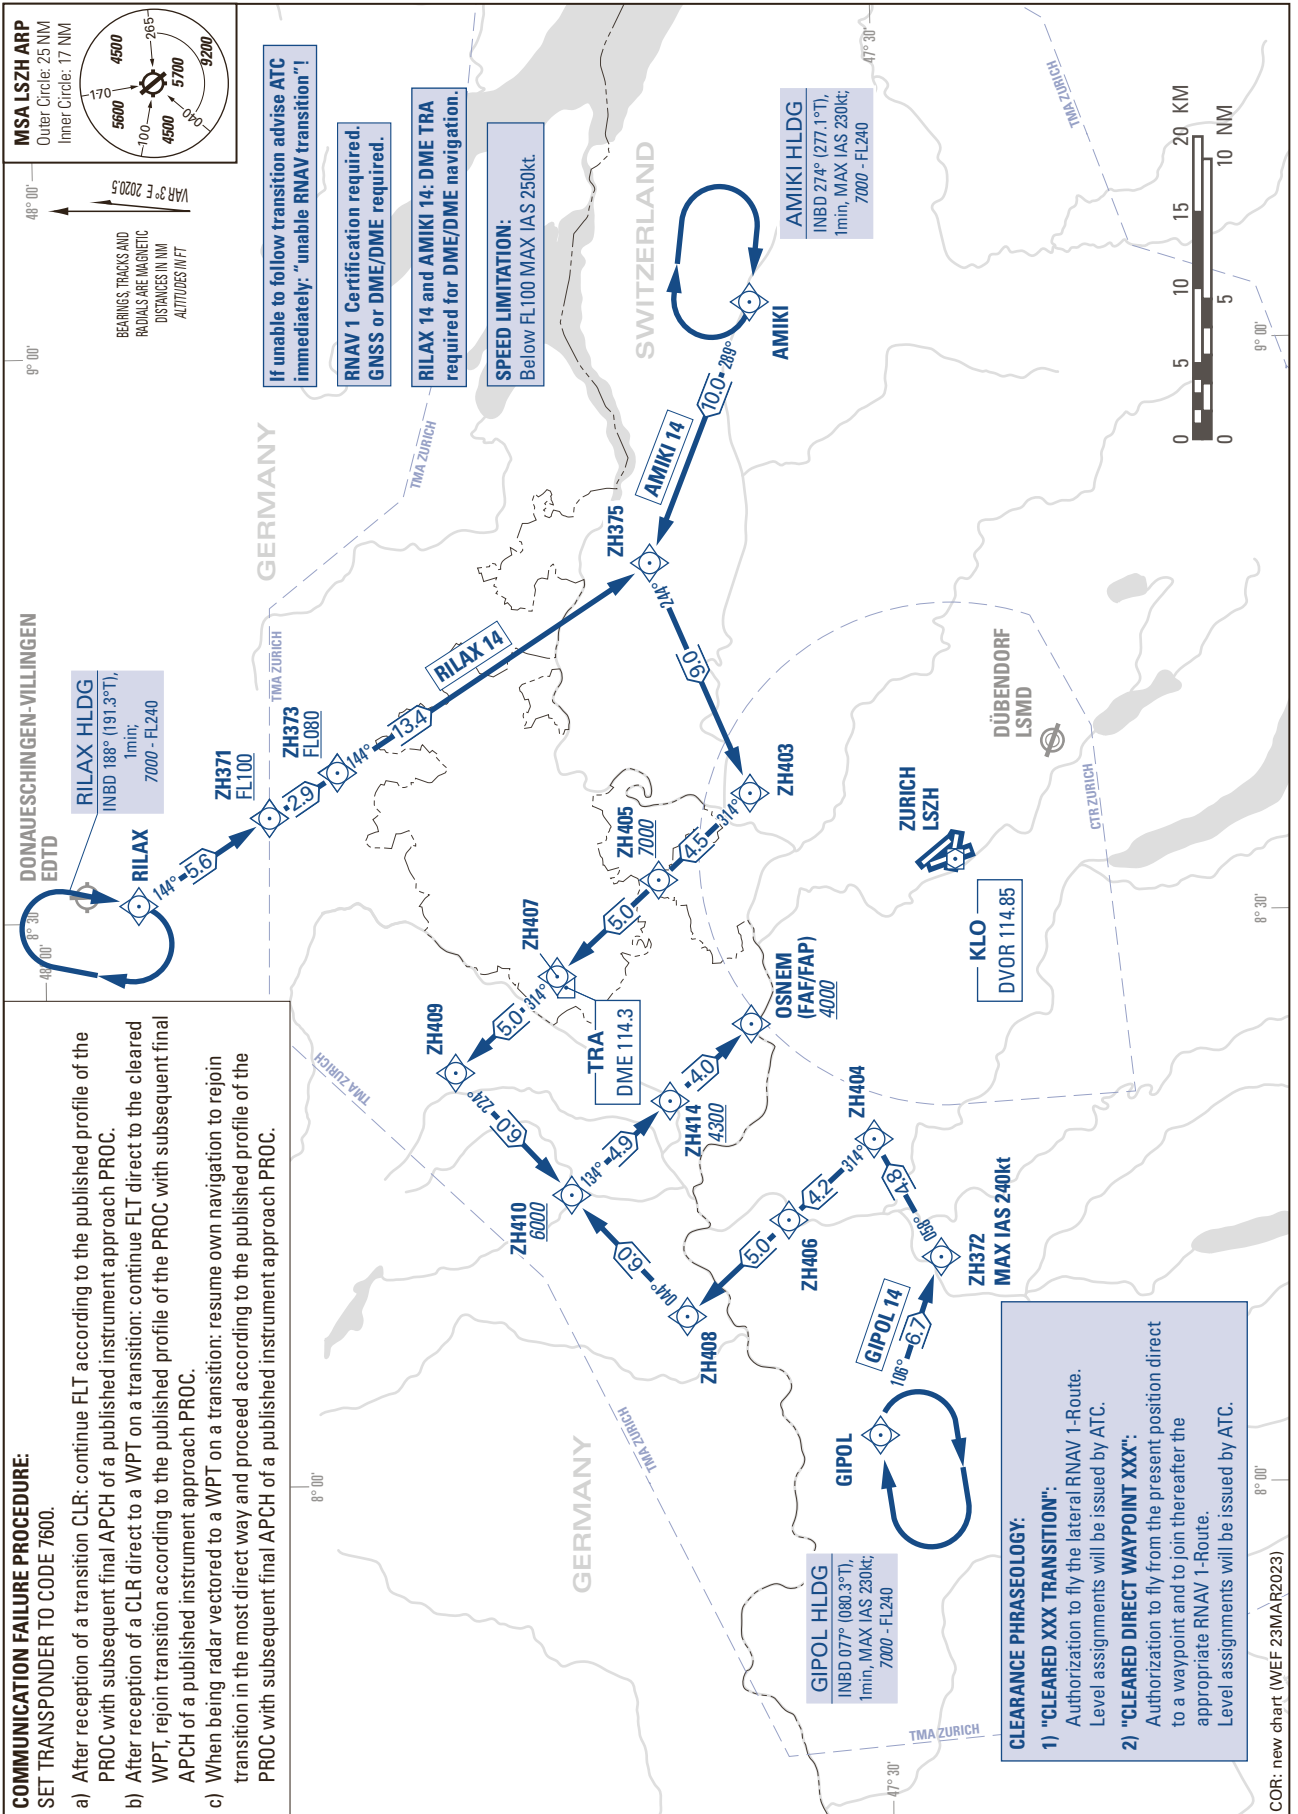 COMMUNICATION FAILURE PROCEDURE:
SET TRANSPONDER TO CODE 7600.
a) After reception of a transition CLR: continue FLT according to the published profile of the
PROC with subsequent final APCH of a published instrument approach PROC.
b) After reception of a CLR direct to a WPT on a transition: continue FLT direct to the cleared
WPT, rejoin transition according to the published profile of the PROC with subsequent final
APCH of a published instrument approach PROC.
c) When being radar vectored to a WPT on a transition: resume own navigation to rejoin
transition in the most direct way and proceed according to the published profile of the
PROC with subsequent final APCH of a published instrument approach PROC.
DONAUESCHINGEN-VILLINGEN
EDTD
RILAX HLDG
INBD 188° (191.3°T),
1min;
7000 - FL240
48° 00'
8° 30'
RILAX
144°
5.6
ZH371
FL100
2.9
ZH373
FL080
144°
13.4
RILAX 14
TMA ZURICH
GERMANY
9° 00'
48° 00'
BEARINGS, TRACKS AND
RADIALS ARE MAGNETIC
DISTANCES IN NM
ALTITUDES IN FT
VAR 3° E 2020.5
MSA LSZH ARP
Outer Circle: 25 NM
Inner Circle: 17 NM
170
265
100
040
5600
4500
4500
5700
9200
If unable to follow transition advise ATC
immediately: "unable RNAV transition"!
RNAV 1 Certification required.
GNSS or DME/DME required.
RILAX 14 and AMIKI 14: DME TRA
required for DME/DME navigation.
SPEED LIMITATION:
Below FL100 MAX IAS 250kt.
TMA ZURICH
TMA ZURICH
8° 00'
ZH409
5.0
314°
224°
6.0
ZH407
5.0
TRA
DME 114.3
ZH405
7000
4.5
314°
ZH403
ZH375
244°
9.0
AMIKI 14
10.0
289°
AMIKI
SWITZERLAND
AMIKI HLDG
INBD 274° (277.1°T),
1min, MAX IAS 230kt;
7000 - FL240
47° 30'
TMA ZURICH
ZH410
6000
134°
4.9
ZH414
4300
4.0
OSNEM
(FAF/FAP)
4000
6.0
044°
ZH408
5.0
ZH406
4.2
314°
ZH404
4.8
058°
ZH372
MAX IAS 240kt
GIPOL 14
106°
6.7
GIPOL
GERMANY
TMA ZURICH
GIPOL HLDG
INBD 077° (080.3°T),
1min, MAX IAS 230kt;
7000 - FL240
TMA ZURICH
47° 30'
ZURICH
LSZH
KLO
DVOR 114.85
DÜBENDORF
LSMD
CTR ZURICH
CLEARANCE PHRASEOLOGY:
1) "CLEARED XXX TRANSITION":
Authorization to fly the lateral RNAV 1-Route.
Level assignments will be issued by ATC.
2) "CLEARED DIRECT WAYPOINT XXX":
Authorization to fly from the present position direct
to a waypoint and to join thereafter the
appropriate RNAV 1-Route.
Level assignments will be issued by ATC.
0 5 10 15 20 KM
0 5 10 NM
8° 00'
8° 30'
9° 00'
COR: new chart (WEF 23MAR2023)